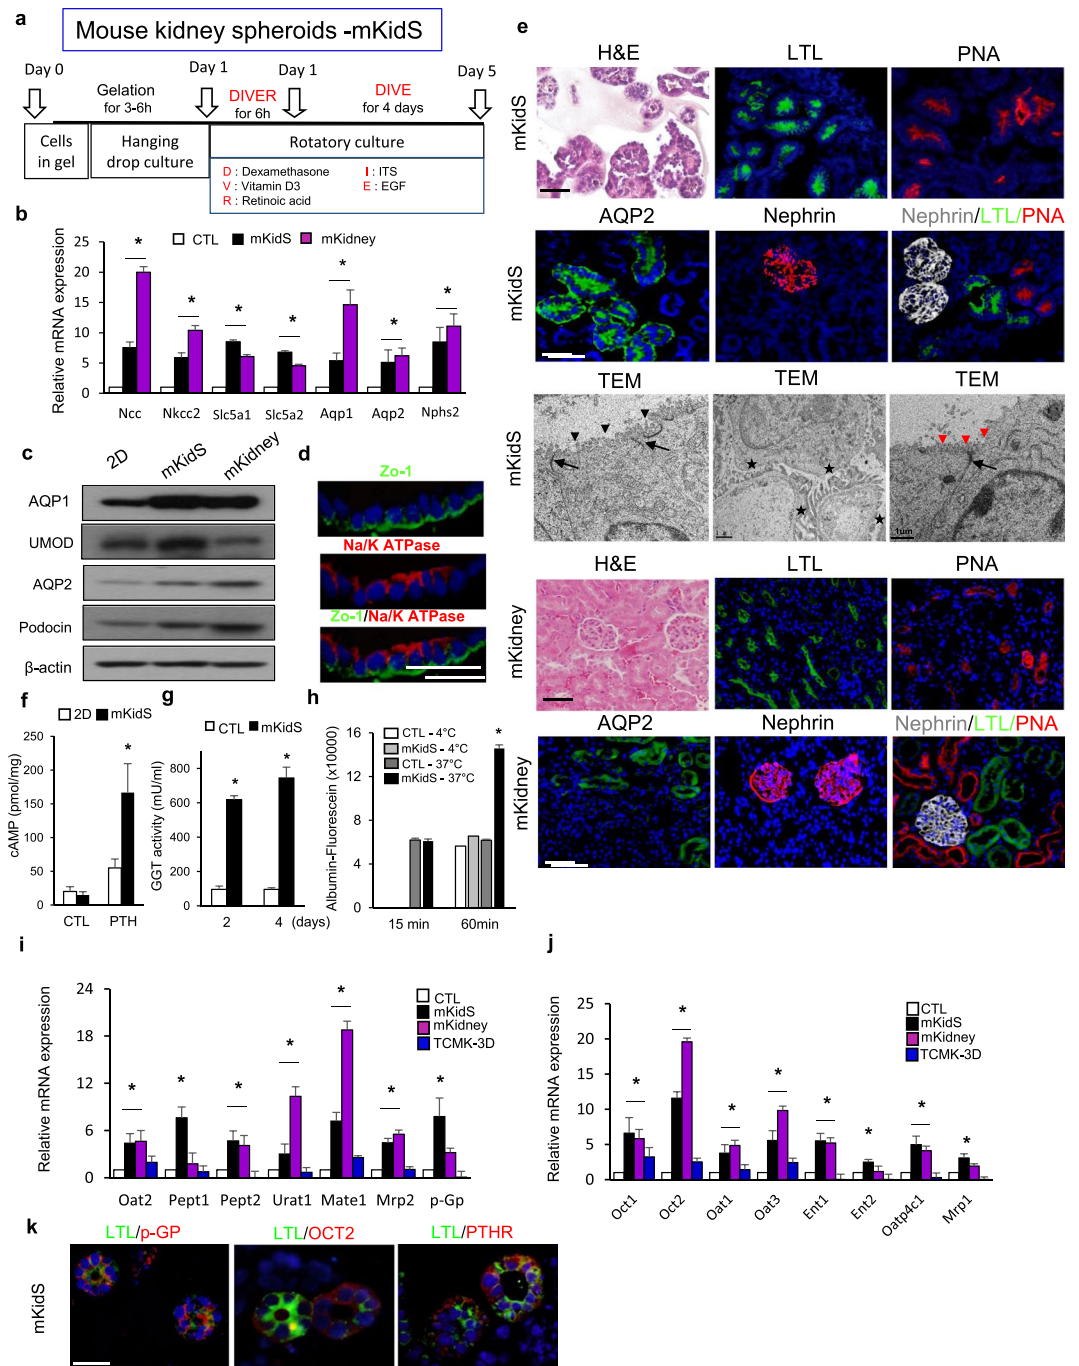 a
Mouse kidney spheroids -mKidS
Day 0
Day 1
Day 1
Day 5
Gelation
for 3-6h
DIVER
for 6h
DIVE
for 4 days
Cells
in gel
Hanging
drop culture
Rotatory culture
D : Dexamethasone
I : ITS
V : Vitamin D3
E : EGF
R : Retinoic acid
b
CTL
mKidS
mKidney
Relative mRNA expression
25
20
15
10
5
0
* * * * * * *
Ncc Nkcc2 Slc5a1 Slc5a2 Aqp1 Aqp2 Nphs2
c
2D mKidS mKidney
AQP1
UMOD
AQP2
Podocin
β-actin
d
Zo-1
Na/K ATPase
Zo-1/Na/K ATPase
e
H&E LTL PNA
mKidS
AQP2 Nephrin Nephrin/LTL/PNA
mKidS
TEM TEM TEM
mKidS
1um
H&E LTL PNA
mKidney
AQP2 Nephrin Nephrin/LTL/PNA
mKidney
f
2D mKidS
cAMP (pmol/mg)
250
200
150
100
50
0
*
CTL PTH
g
CTL mKidS
GGT activity (mU/ml)
800
600
400
200
0
* *
2 4 (days)
h
Albumin-Fluorescein (x10000)
16
12
8
4
0
CTL - 4°C
mKidS - 4°C
CTL - 37°C
mKidS - 37°C
*
15 min 60min
i
Relative mRNA expression
24
18
12
6
0
CTL
mKidS
mKidney
TCMK-3D
* * * * * * *
Oat2 Pept1 Pept2 Urat1 Mate1 Mrp2 p-Gp
j
Relative mRNA expression
25
20
15
10
5
0
CTL
mKidS
mKidney
TCMK-3D
* * * * * * * *
Oct1 Oct2 Oat1 Oat3 Ent1 Ent2 Oatp4c1 Mrp1
k
LTL/p-GP LTL/OCT2 LTL/PTHR
mKidS